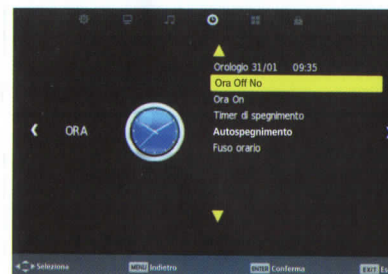 Orologio 31/01 09:35
Ora Off No
Ora On
ORA
Timer di spegnimento
Autospegnimento
Fuso orario
Seleziona MENU Indietro ENTER Conferma EXIT